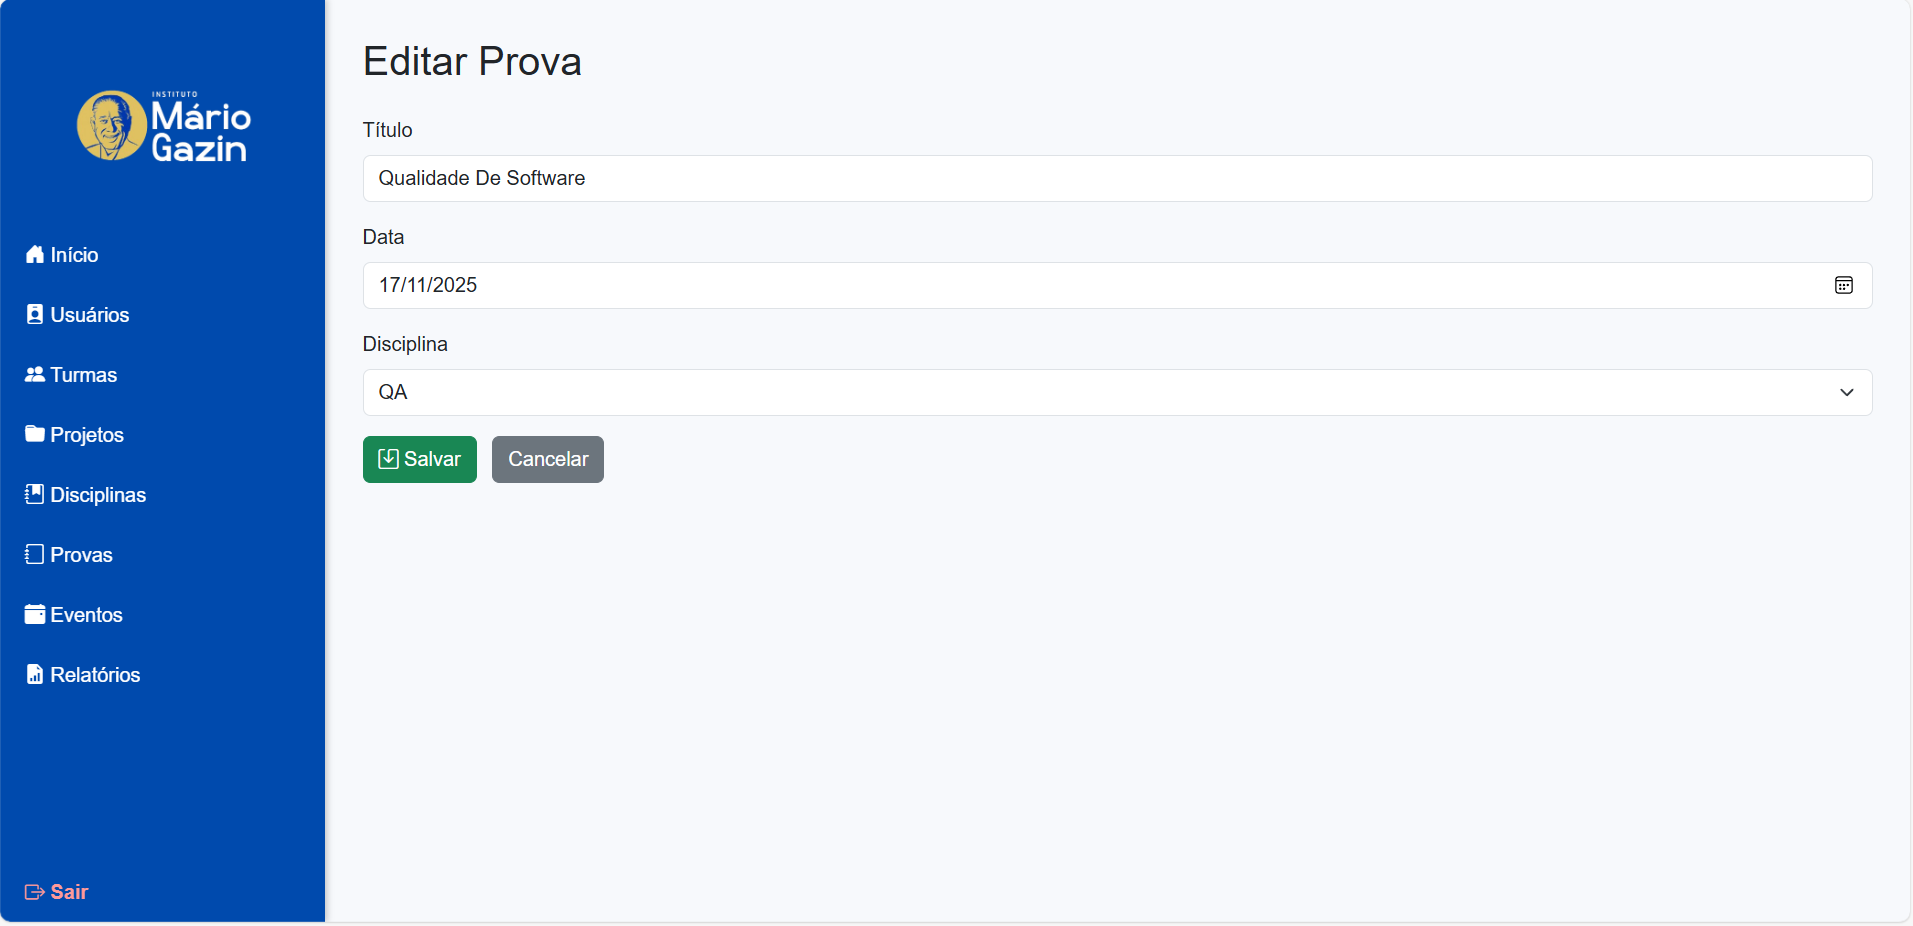 INSTITUTO
Mário
Gazin
Início
Usuários
Turmas
Projetos
Disciplinas
Provas
Eventos
Relatórios
Sair
Editar Prova
Título
Qualidade De Software
Data
17/11/2025
Disciplina
QA
Salvar
Cancelar